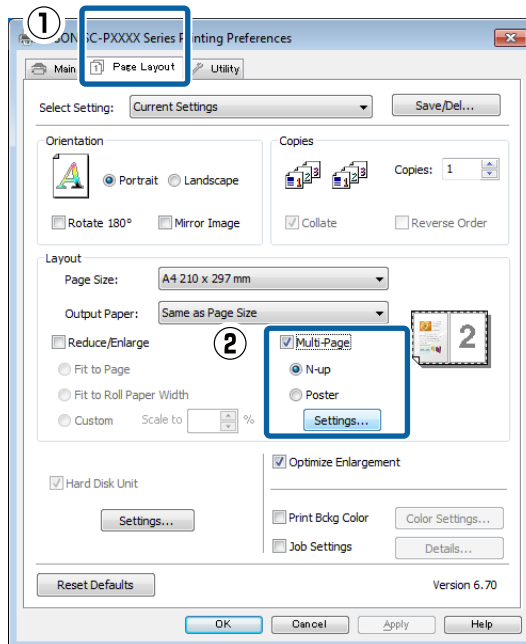 1
ON SC-PXXXX Series Printing Preferences
Main Page Layout Utility
Select Setting: Current Settings Save/Del...
Orientation
Portrait Landscape
Rotate 180° Mirror Image
Copies
Copies: 1
Collate Reverse Order
Layout
Page Size: A4 210 x 297 mm
Output Paper: Same as Page Size
Reduce/Enlarge
Fit to Page
Fit to Roll Paper Width
Custom Scale to %
2
Multi-Page
N-up
Poster
Settings...
2
Optimize Enlargement
Hard Disk Unit
Settings...
Print Bckg Color Color Settings...
Job Settings Details...
Reset Defaults Version 6.70
OK Cancel Apply Help